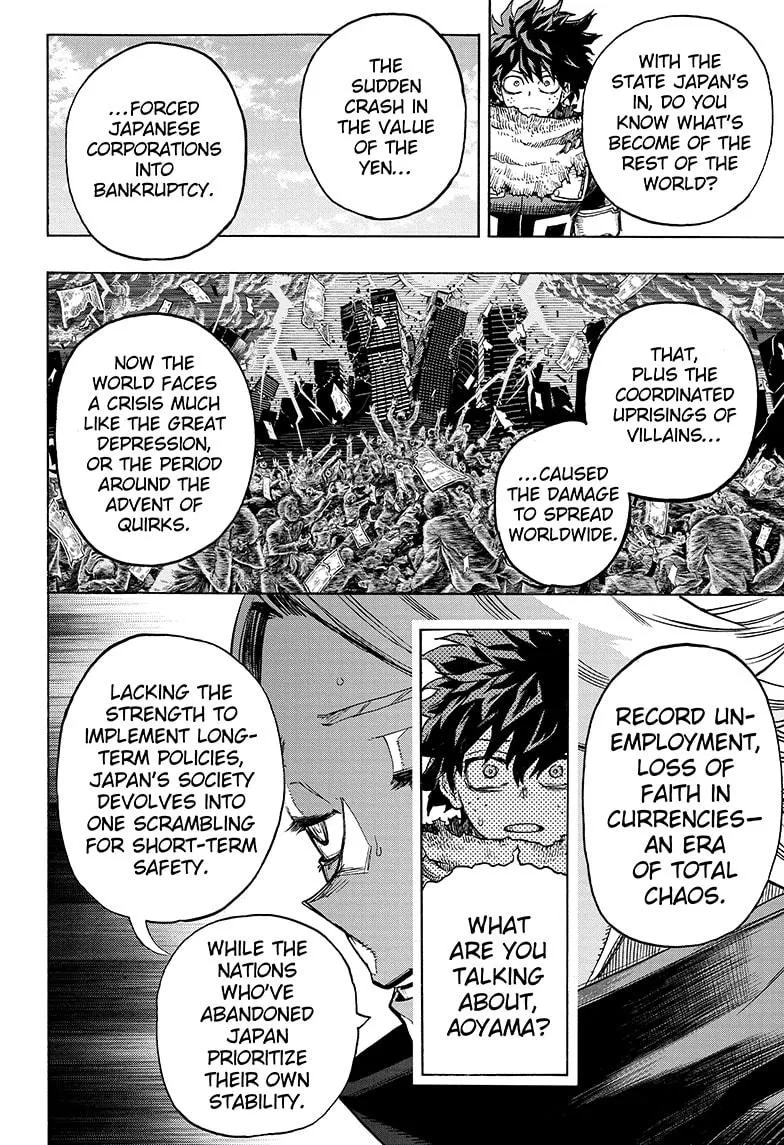 WITH THE
STATE JAPAN'S
IN, DO YOU
KNOW WHAT'S
BECOME OF THE
REST OF THE
WORLD?
THE
SUDDEN
CRASH IN
THE VALUE
OF THE
YEN...
...FORCED
JAPANESE
CORPORATIONS
INTO
BANKRUPTCY.
THAT,
PLUS THE
COORDINATED
UPRISINGS OF
VILLAINS...
...CAUSED
THE DAMAGE
TO SPREAD
WORLDWIDE.
NOW THE
WORLD FACES
A CRISIS MUCH
LIKE THE GREAT
DEPRESSION,
OR THE PERIOD
AROUND THE
ADVENT OF
QUIRKS.
RECORD UN-
EMPLOYMENT,
LOSS OF
FAITH IN
CURRENCIES—
AN ERA
OF TOTAL
CHAOS.
WHAT
ARE YOU
TALKING
ABOUT,
AOYAMA?
LACKING THE
STRENGTH TO
IMPLEMENT LONG-
TERM POLICIES,
JAPAN'S SOCIETY
DEVOLVES INTO
ONE SCRAMBLING
FOR SHORT-TERM
SAFETY.
WHILE THE
NATIONS
WHO'VE
ABANDONED
JAPAN
PRIORITIZE
THEIR OWN
STABILITY.